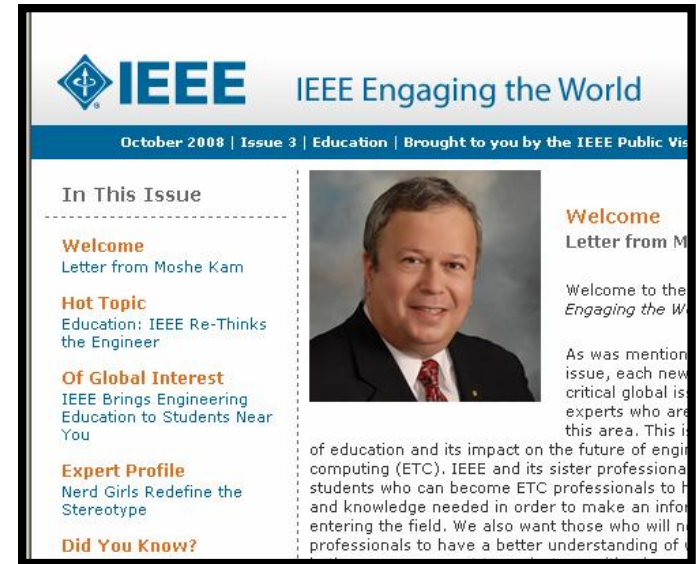 IEEE
IEEE Engaging the World
October 2008 | Issue 3 | Education | Brought to you by the IEEE Public
In This Issue
Welcome
Letter from Moshe Kam
Hot Topic
Education: IEEE Re-Thinks
the Engineer
Of Global Interest
IEEE Brings Engineering
Education to Students Near
You
Expert Profile
Nerd Girls Redefine the
Stereotype
Did You Know?
Welcome
Letter from
Welcome to the
Engaging the
As was mention
issue, each new
critical global
experts who are
this area. This
of education and its impact on the future of
computing (ETC). IEEE and its sister professiona
students who can become ETC professionals to
and knowledge needed in order to make an
entering the field. We also want those who will
professionals to have a better understanding of